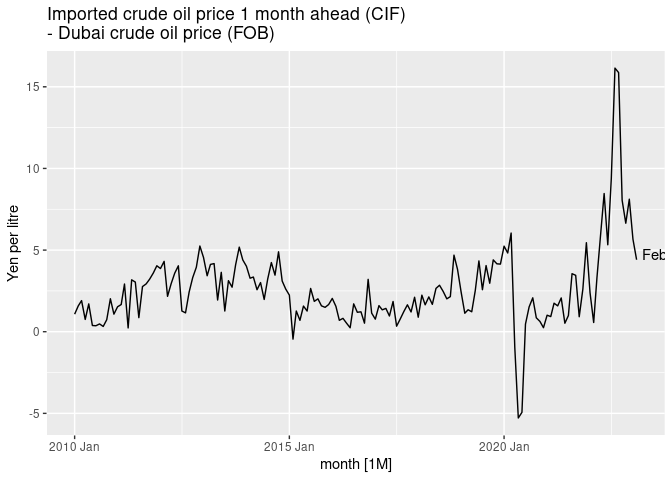 Imported crude oil price 1 month ahead (CIF)
- Dubai crude oil price (FOB)
Yen per litre
15
10
5
0
-5
Feb
2010 Jan
2015 Jan
2020 Jan
month [1M]